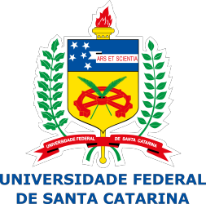 ARS ET SCIENTIA
UNIVERSIDADE FEDERAL DE SANTA CATARINA
UNIVERSIDADE FEDERAL
DE SANTA CATARINA